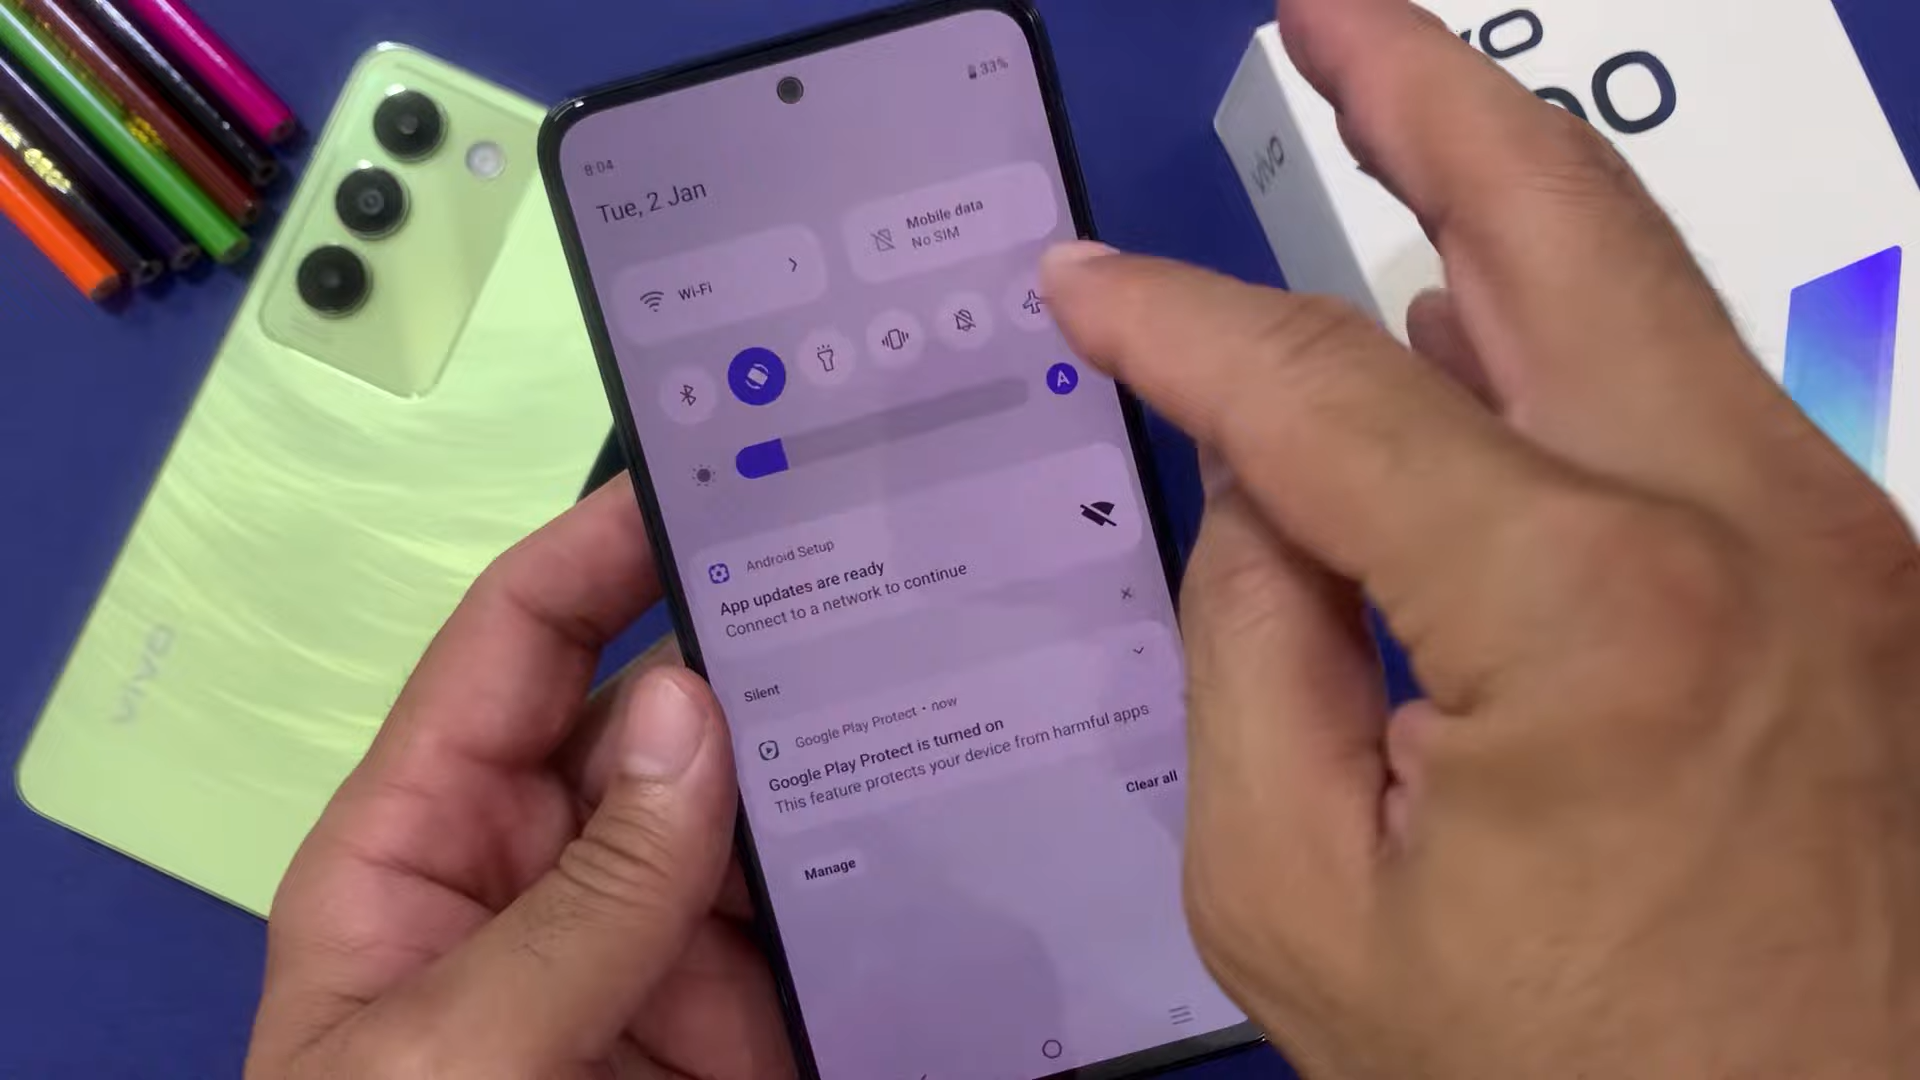 33%
8:04
Tue, 2 Jan
Mobile data
No SIM
Wi-Fi
A
Android Setup
App updates are ready
Connect to a network to continue
Silent
Google Play Protect • now
Google Play Protect is turned on
This feature protects your device from harmful apps
Clear all
Manage
vivo
vivo